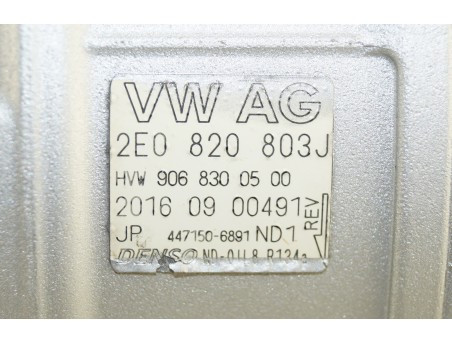 VW AG
2E0 820 803J
HVW 906 830 05 00
2016 09 00491
REV
JP 447150-6891 ND1
DENSO ND-OIL8 R134a